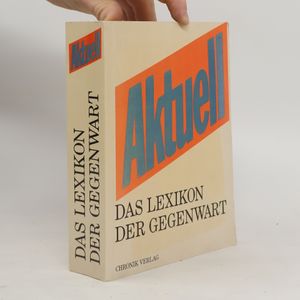 Aktuell
DAS LEXIKON
DER GEGENWART
Aktuell
DAS LEXIKON
DER GEGENWART
CHRONIK VERLAG